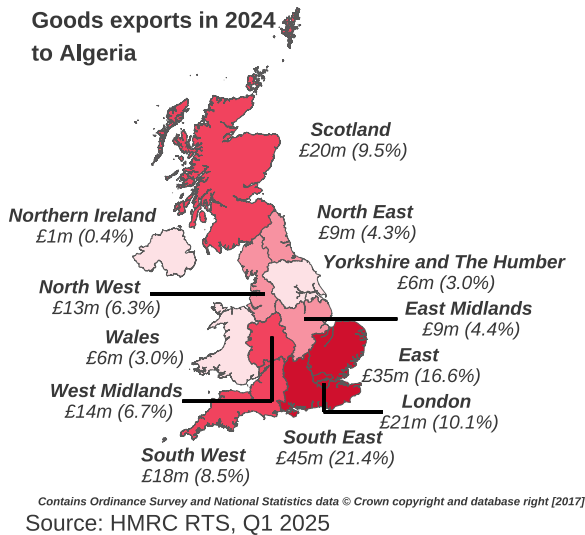 Goods exports in 2024
to Algeria
Scotland
£20m (9.5%)
Northern Ireland
£1m (0.4%)
North East
£9m (4.3%)
Yorkshire and The Humber
£6m (3.0%)
North West
£13m (6.3%)
East Midlands
£9m (4.4%)
Wales
£6m (3.0%)
East
£35m (16.6%)
West Midlands
£14m (6.7%)
London
£21m (10.1%)
South East
£45m (21.4%)
South West
£18m (8.5%)
Contains Ordinance Survey and National Statistics data © Crown copyright and database right [2017]
Source: HMRC RTS, Q1 2025